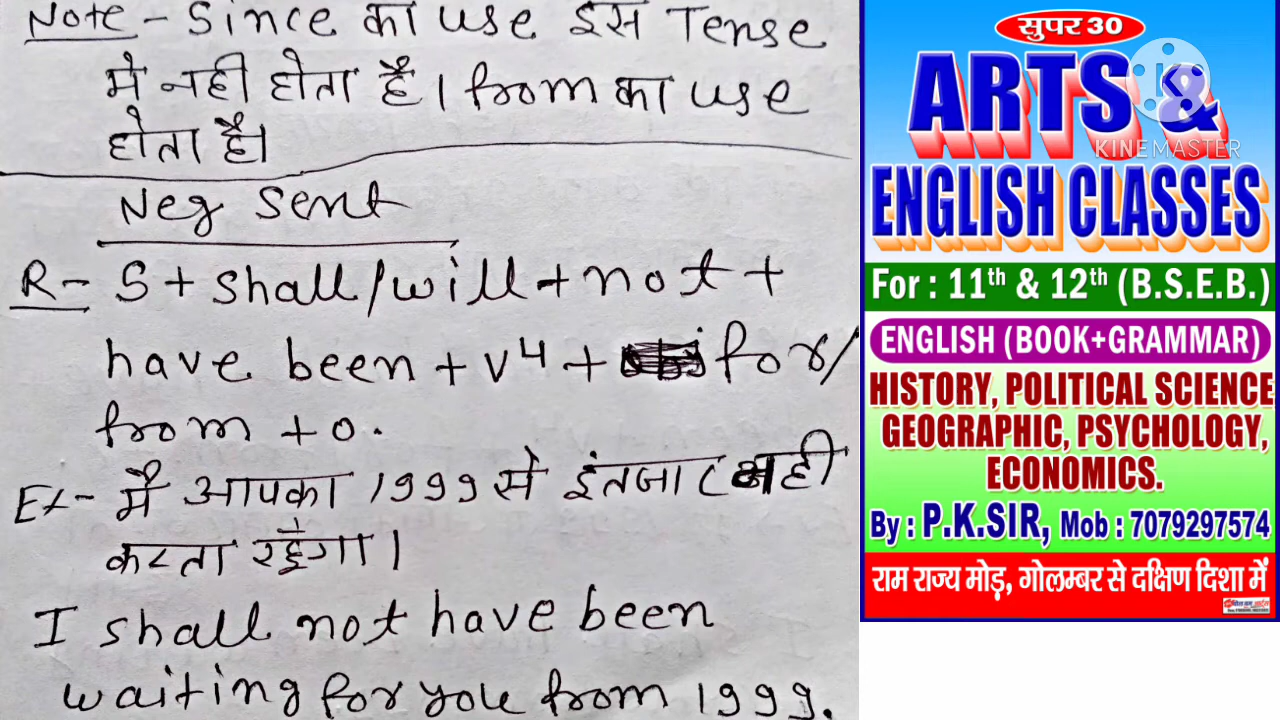 Note - Since का use इस Tense
मे नही होता है। from का use
होता है।
Neg Sent
R- S + shall/will + not +
have been + v4 + for/
from + o.
Ex- मैं आपका 1999 से इंतजार नही
करता रहूँगा।
I shall not have been
waiting for you from 1999.
सुपर 30
ARTS &
KINEMASTER
ENGLISH CLASSES
For : 11th & 12th (B.S.E.B.)
ENGLISH (BOOK+GRAMMAR)
HISTORY, POLITICAL SCIENCE
GEOGRAPHIC, PSYCHOLOGY,
ECONOMICS.
By : P.K.SIR, Mob : 7079297574
राम राज्य मोड़, गोलम्बर से दक्षिण दिशा में